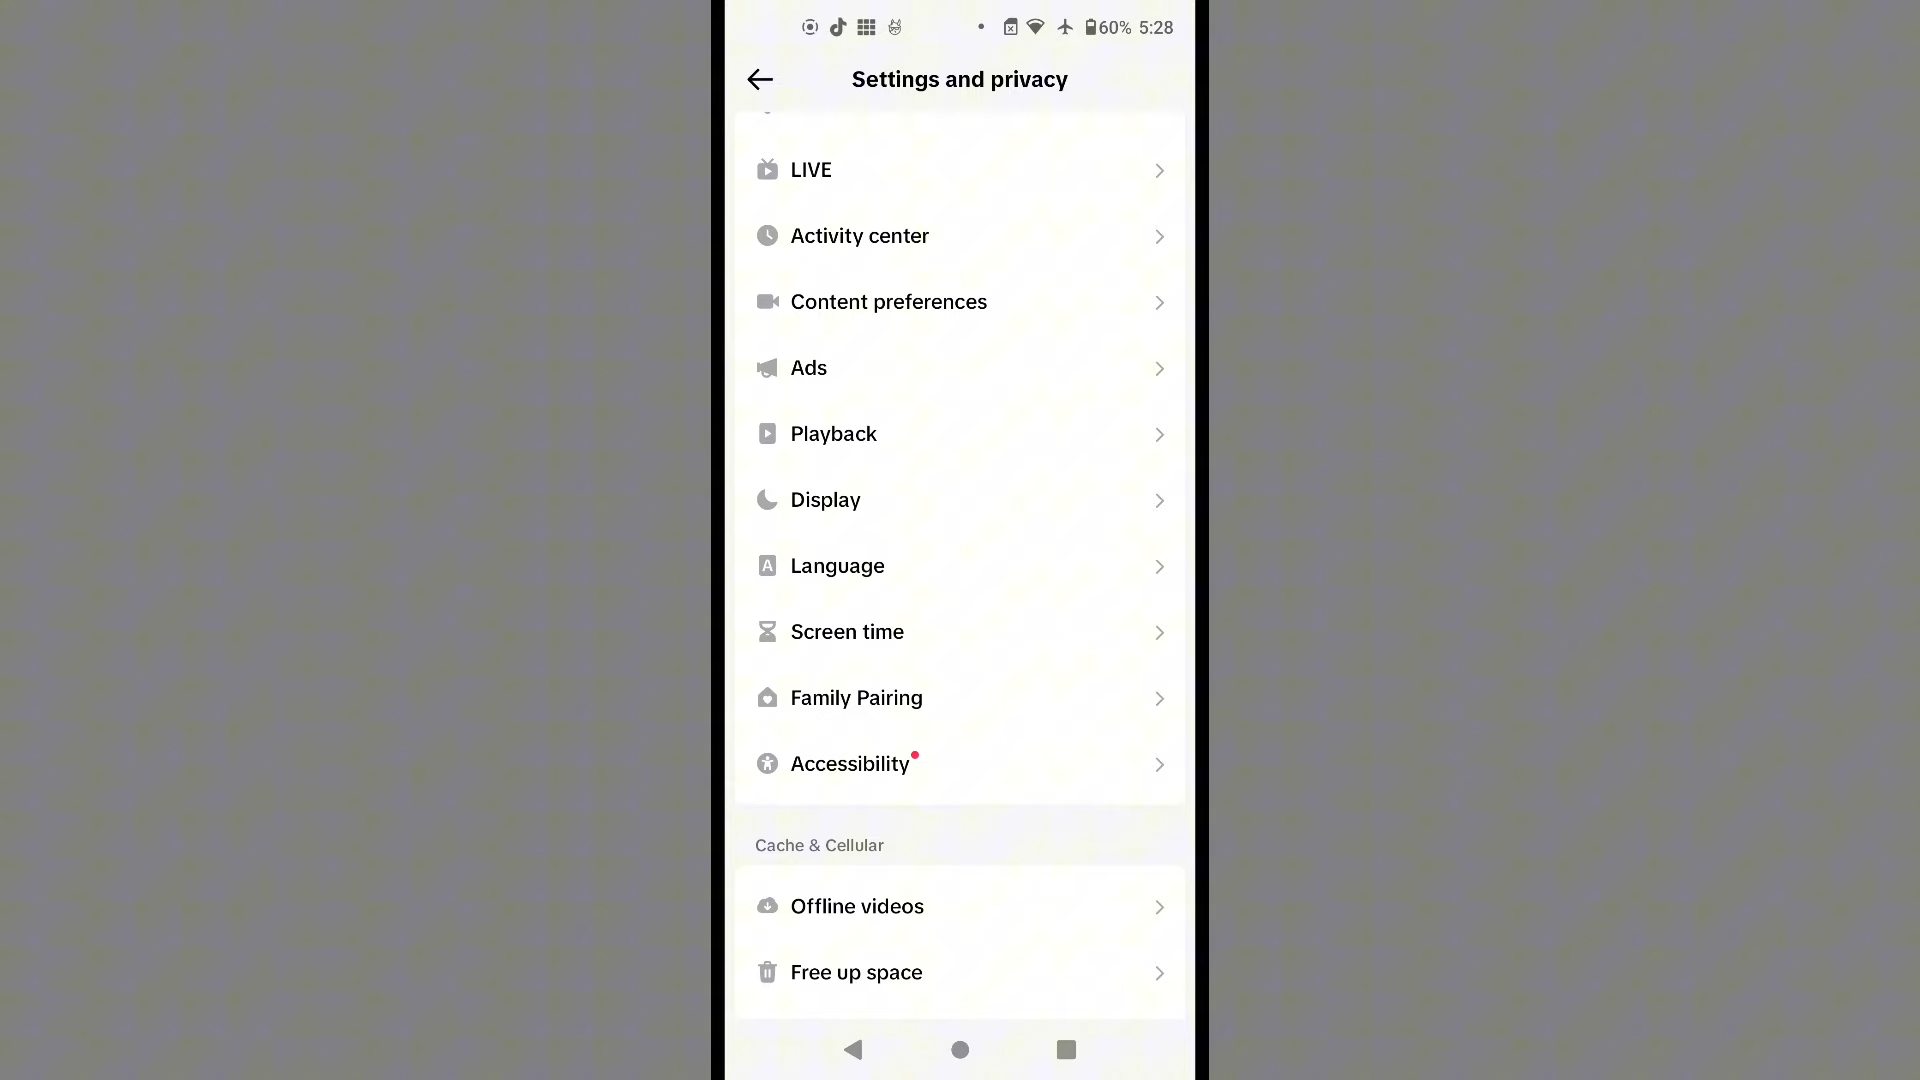 60% 5:28
Settings and privacy
LIVE
Activity center
Content preferences
Ads
Playback
Display
Language
Screen time
Family Pairing
Accessibility
Cache & Cellular
Offline videos
Free up space